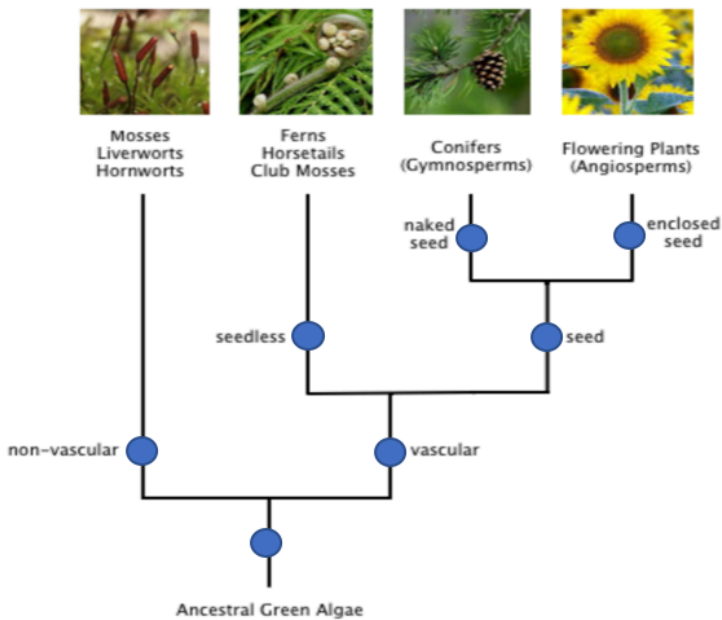 Mosses
Liverworts
Hornworts
Ferns
Horsetails
Club Mosses
Conifers
(Gymnosperms)
Flowering Plants
(Angiosperms)
naked
seed
enclosed
seed
seedless
seed
non-vascular
vascular
Ancestral Green Algae